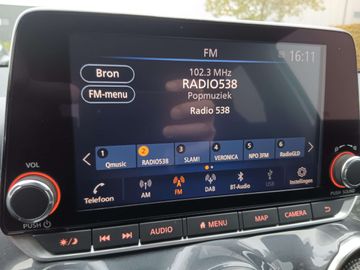 FM
16:11
Bron
FM-menu
102.3 MHz
RADIO538
Popmuziek
Radio 538
1 2 3 4 5 6
Qmusic RADIO538 SLAM! VERONICA NPO 3FM RadioGLD
Telefoon AM FM DAB BT-Audio USB Instellingen
VOL
PUSH
AUDIO MENU MAP CAMERA
PUSH SOUND